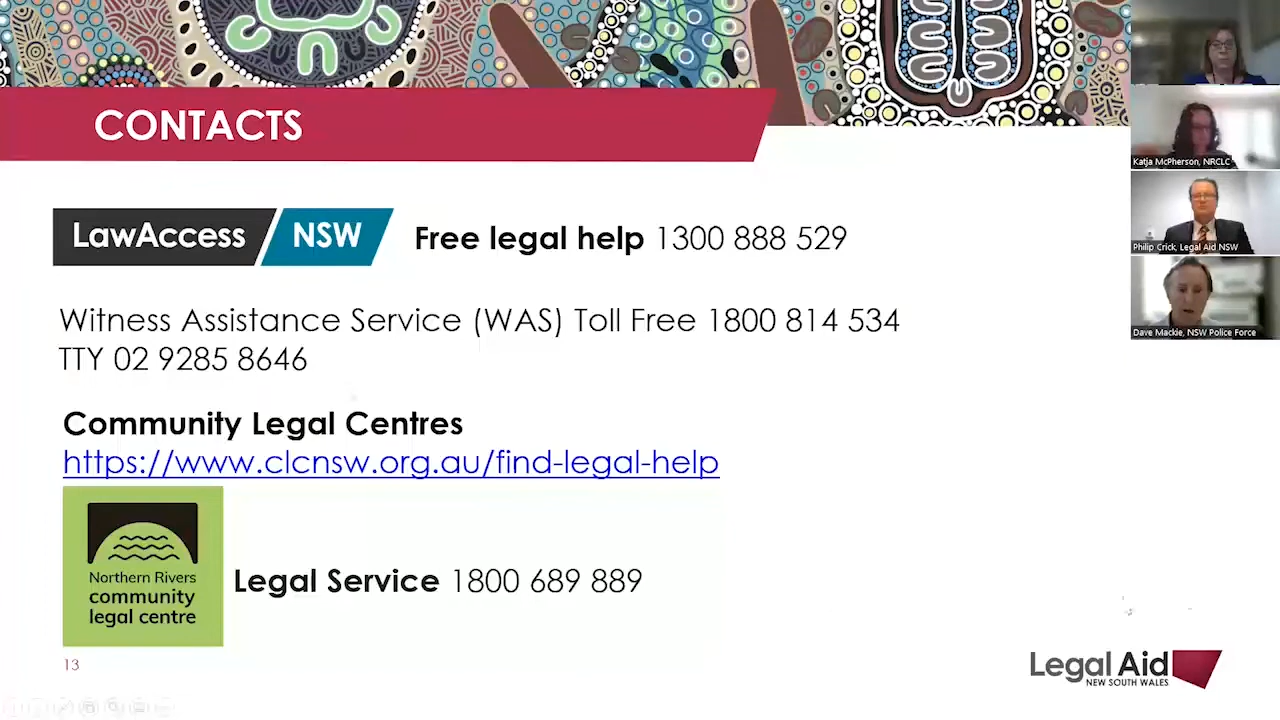 CONTACTS
LawAccess NSW
Free legal help 1300 888 529
Witness Assistance Service (WAS) Toll Free 1800 814 534
TTY 02 9285 8646
Community Legal Centres
https://www.clcnsw.org.au/find-legal-help
Northern Rivers
community
legal centre
Legal Service 1800 689 889
13
Legal Aid
NEW SOUTH WALES
Katja McPherson, NRCLC
Philip Crick, Legal Aid NSW
Dave Mackie, NSW Police Force